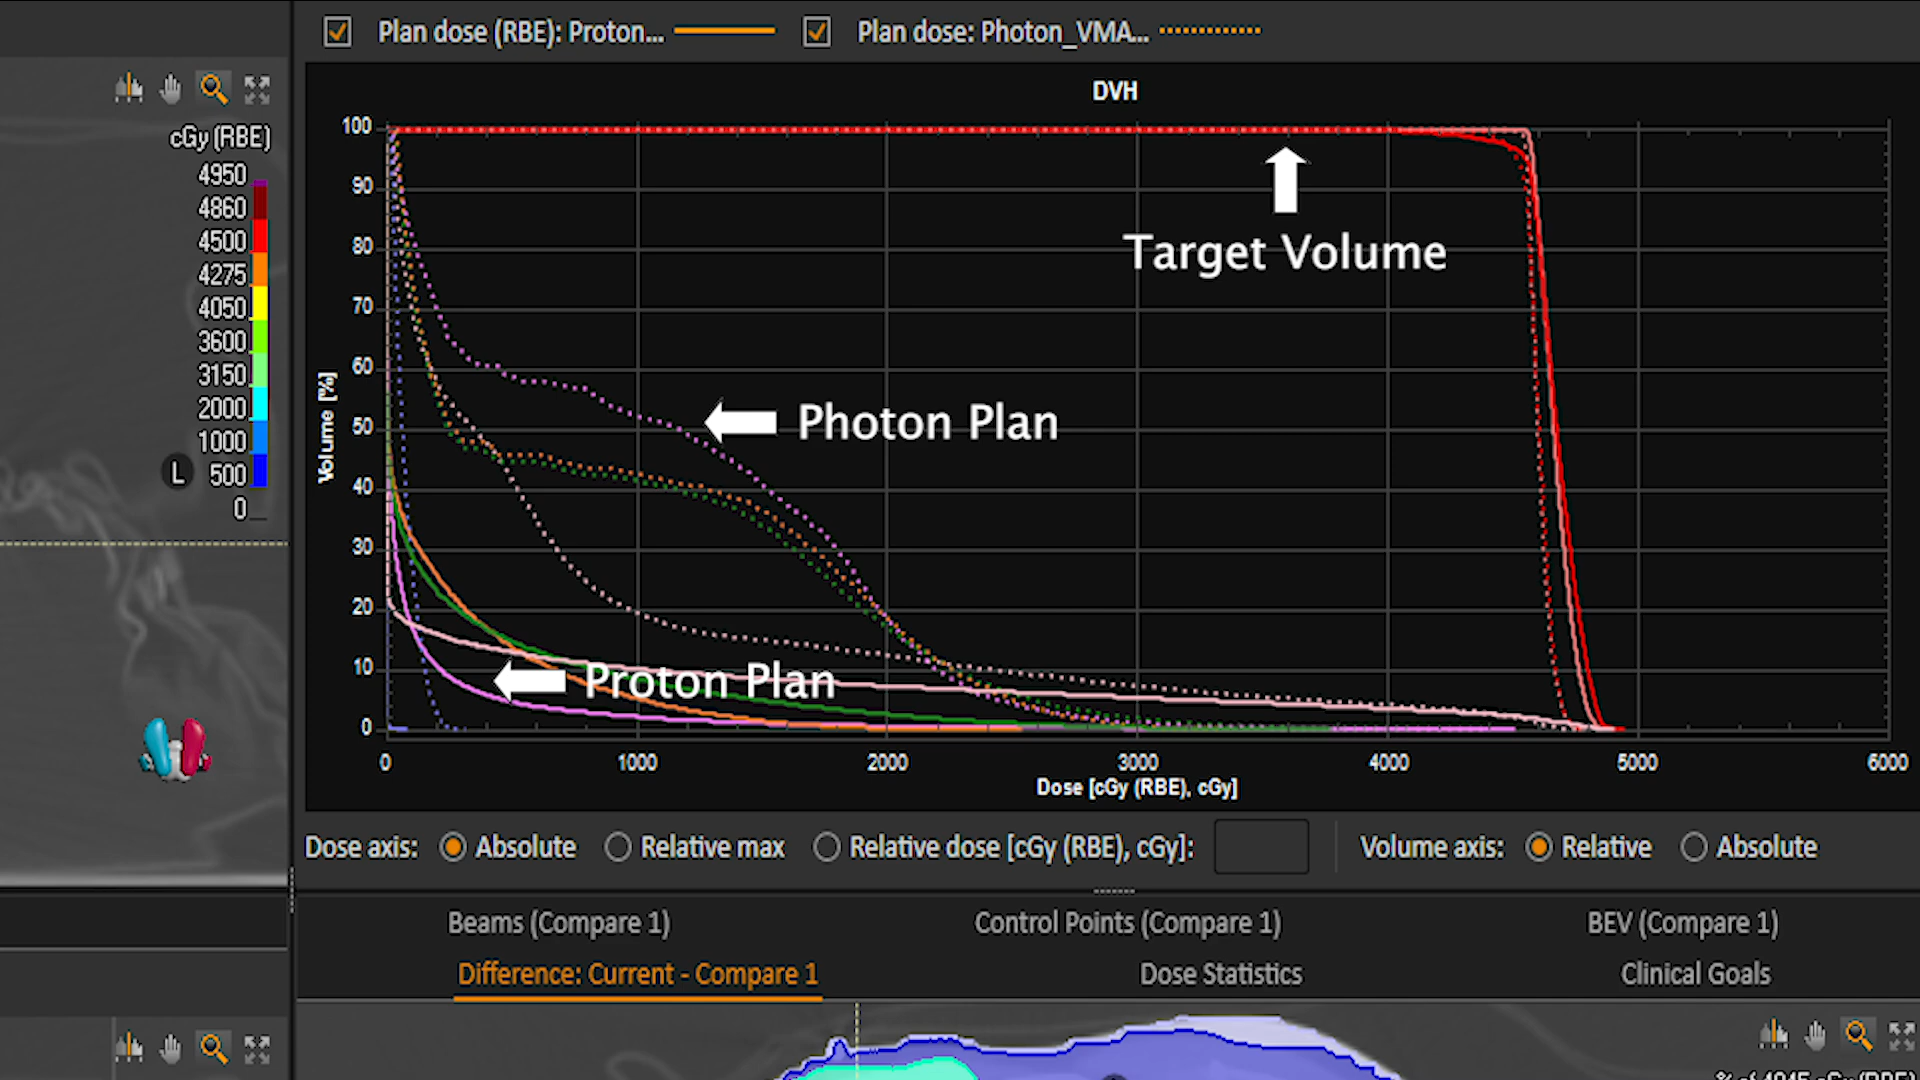 Plan dose (RBE): Proton...
Plan dose: Photon_VMA...
cGy (RBE)
4950
4860
4500
4275
4050
3600
3150
2000
1000
500
0
L
DVH
100
90
80
70
60
50
40
30
20
10
0
Volume [%]
Target Volume
Photon Plan
Proton Plan
0 1000 2000 3000 4000 5000 6000
Dose [cGy (RBE), cGy]
Dose axis: Absolute Relative max Relative dose [cGy (RBE), cGy]: Volume axis: Relative Absolute
Beams (Compare 1) Control Points (Compare 1) BEV (Compare 1)
Difference: Current - Compare 1 Dose Statistics Clinical Goals